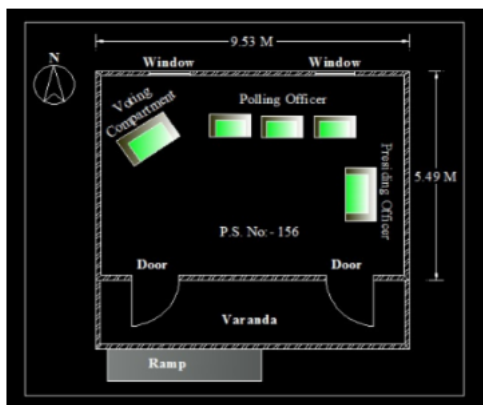 9.53 M
N
Window
Window
Voting
Compartment
Polling Officer
Presiding Officer
5.49 M
P.S. No:- 156
Door
Door
Varanda
Ramp